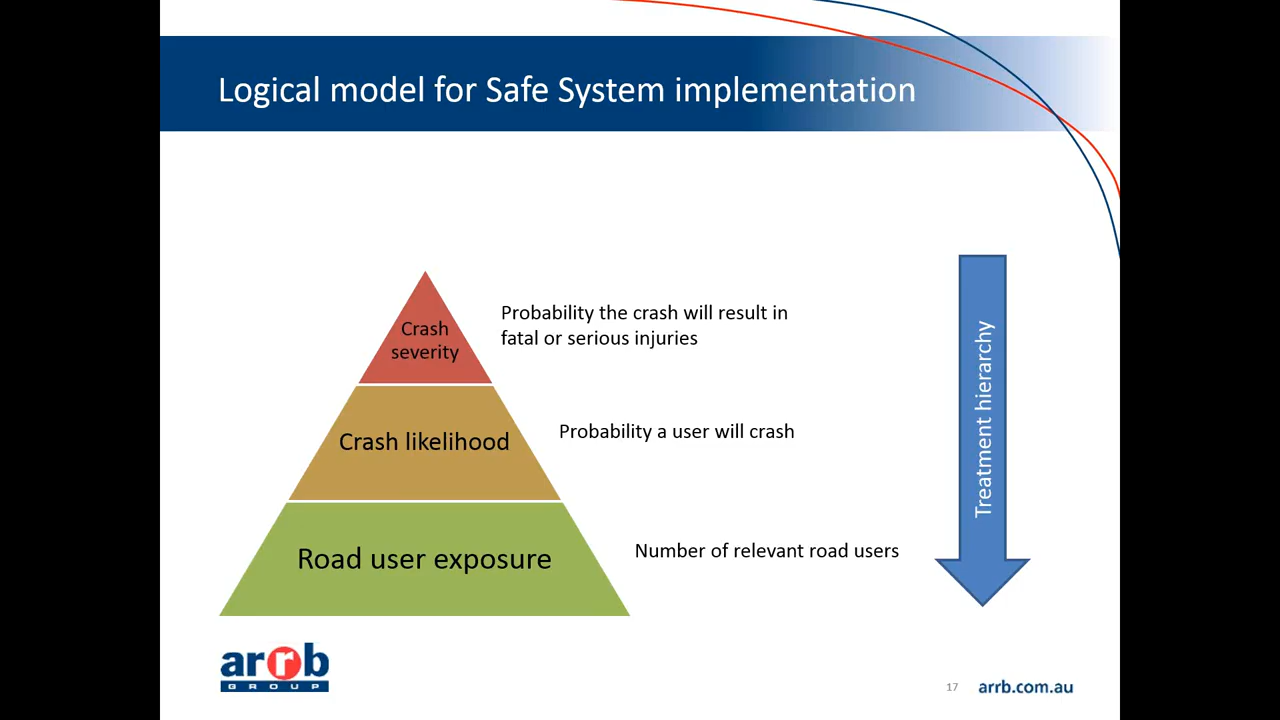 Logical model for Safe System implementation
Crash
severity
Probability the crash will result in
fatal or serious injuries
Crash likelihood
Probability a user will crash
Road user exposure
Number of relevant road users
Treatment hierarchy
arrb
GROUP
17
arrb.com.au